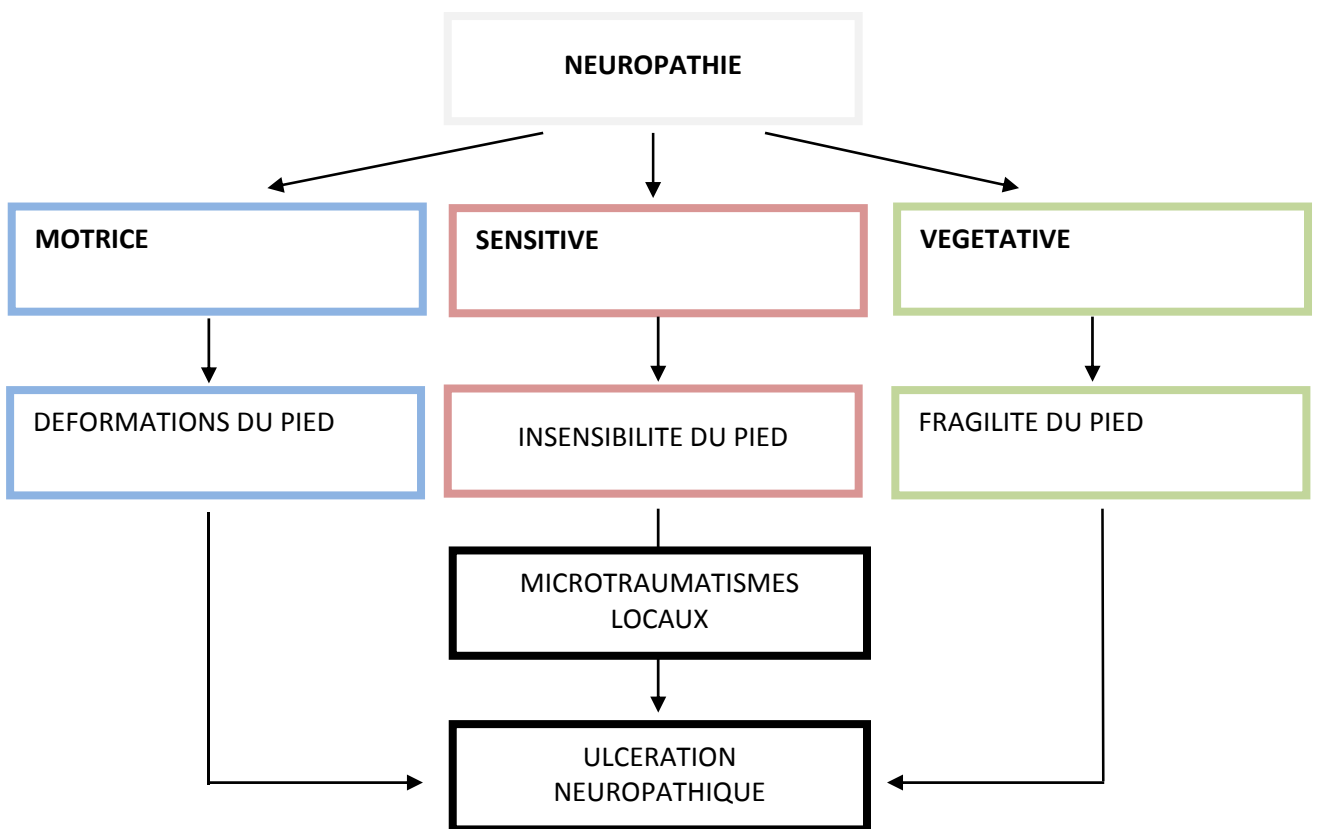 NEUROPATHIE
MOTRICE
SENSITIVE
VEGETATIVE
DEFORMATIONS DU PIED
INSENSIBILITE DU PIED
FRAGILITE DU PIED
MICROTRAUMATISMES
LOCAUX
ULCERATION
NEUROPATHIQUE